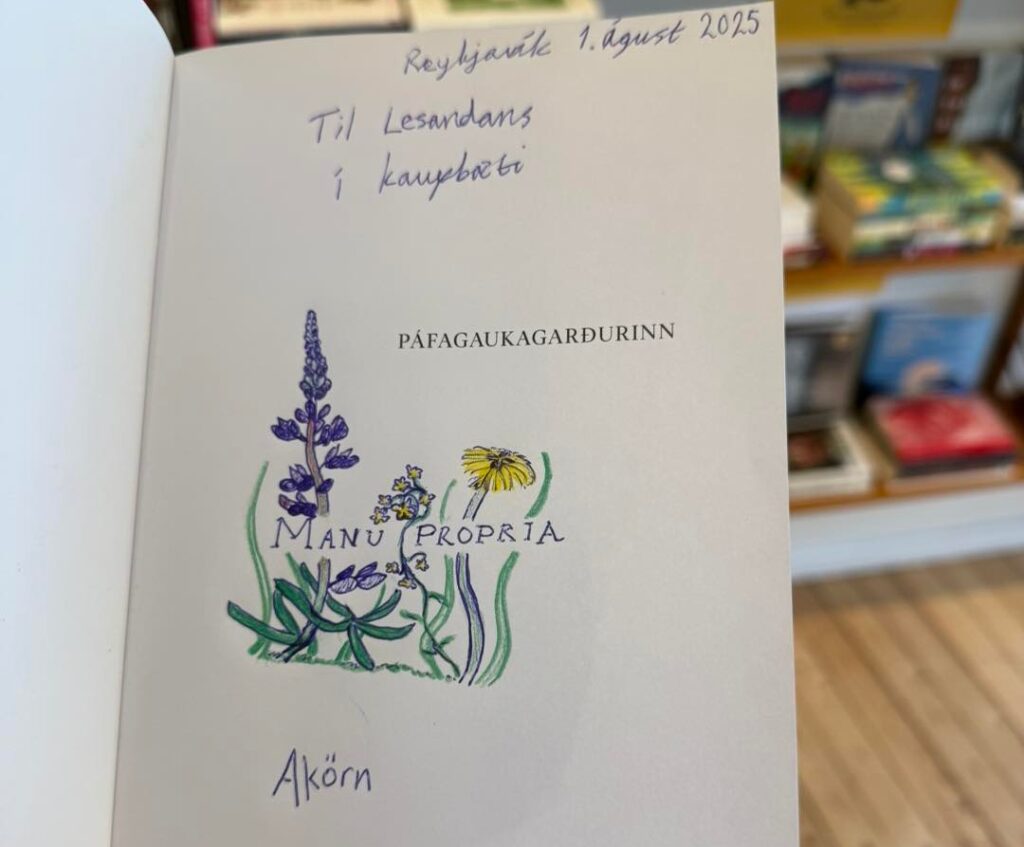 Reykjavík 1. ágúst 2025
Til Lesandans
í kaupbæti
PÁFAGAUKAGARÐURINN
MANU PROPRIA
Akörn